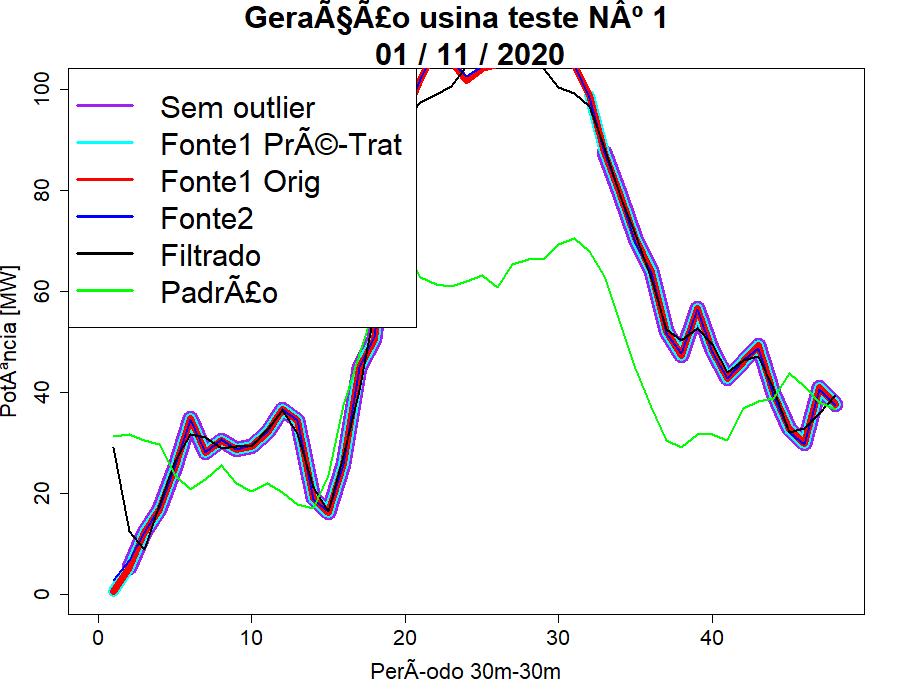 GeraÃ§Ã£o usina teste NÂº 1
01 / 11 / 2020
Sem outlier
Fonte1 PrÃ©-Trat
Fonte1 Orig
Fonte2
Filtrado
PadrÃ£o
PotÃªncia [MW]
100
80
60
40
20
0
0 10 20 30 40
PerÃ-odo 30m-30m